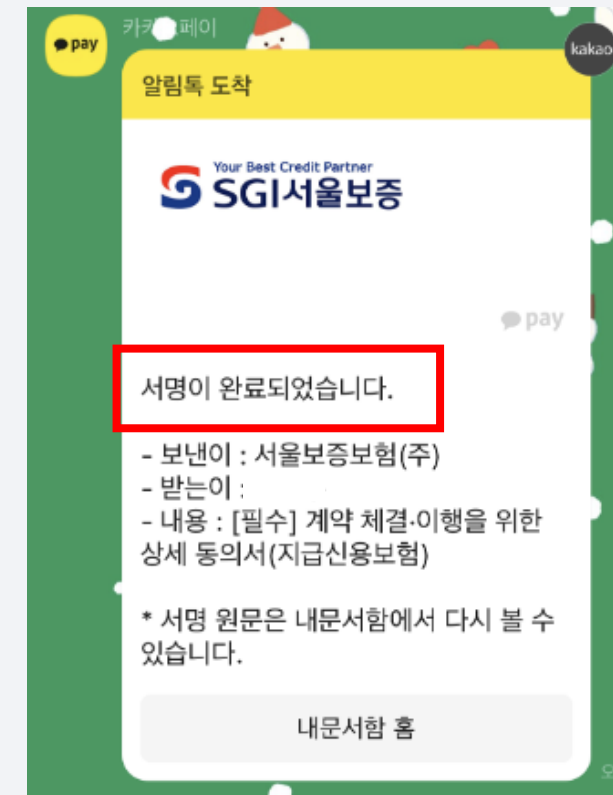 pay
카카오페이
kakao
알림톡 도착
Your Best Credit Partner
SGI서울보증
pay
서명이 완료되었습니다.
- 보낸이 : 서울보증보험(주)
- 받는이 :
- 내용 : [필수] 계약 체결·이행을 위한
상세 동의서(지급신용보험)
* 서명 원문은 내문서함에서 다시 볼 수
있습니다.
내문서함 홈